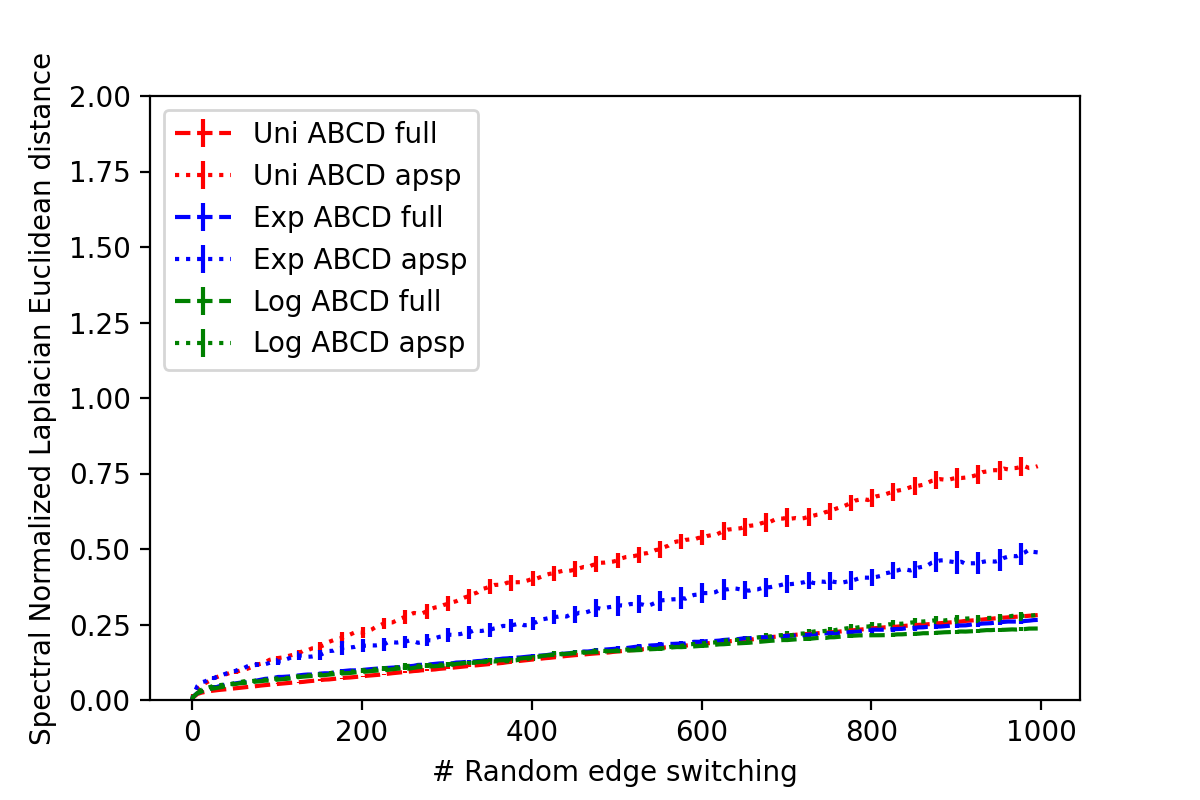 Spectral Normalized Laplacian Euclidean distance
2.00
1.75
1.50
1.25
1.00
0.75
0.50
0.25
0.00
Uni ABCD full
Uni ABCD apsp
Exp ABCD full
Exp ABCD apsp
Log ABCD full
Log ABCD apsp
0 200 400 600 800 1000
# Random edge switching